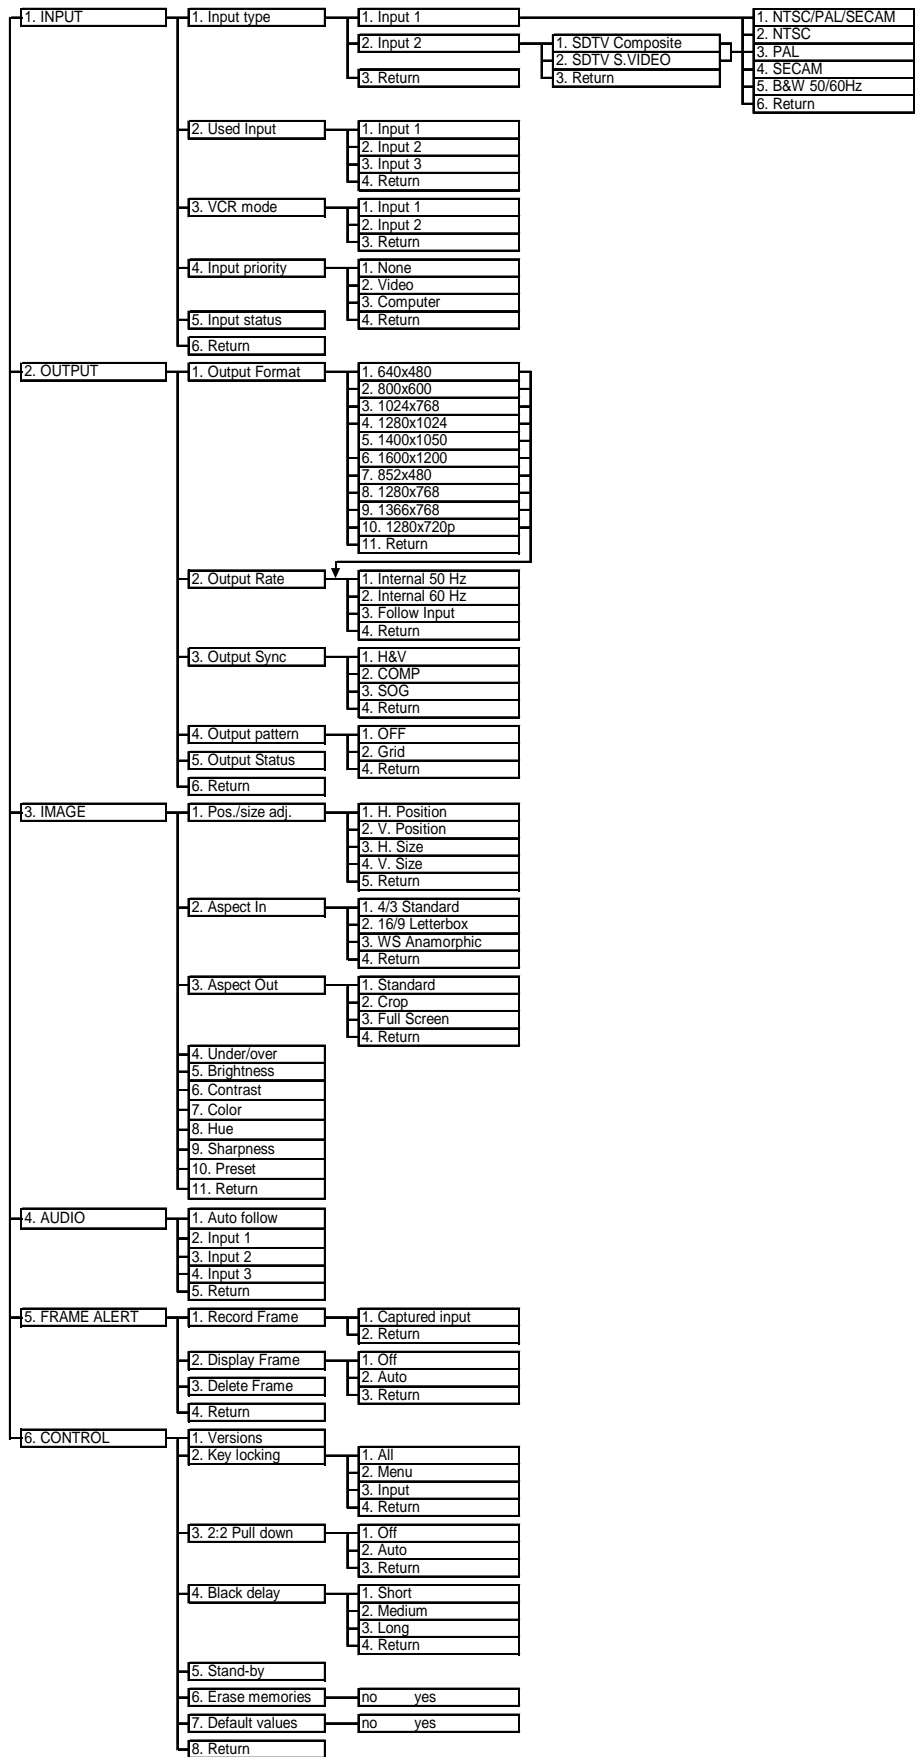 1. INPUT
1. Input type
1. Input 1
1. NTSC/PAL/SECAM
2. NTSC
3. PAL
4. SECAM
5. B&W 50/60Hz
6. Return
2. Input 2
1. SDTV Composite
2. SDTV S.VIDEO
3. Return
3. Return
2. Used Input
1. Input 1
2. Input 2
3. Input 3
4. Return
3. VCR mode
1. Input 1
2. Input 2
3. Return
4. Input priority
1. None
2. Video
3. Computer
4. Return
5. Input status
6. Return
2. OUTPUT
1. Output Format
1. 640x480
2. 800x600
3. 1024x768
4. 1280x1024
5. 1400x1050
6. 1600x1200
7. 852x480
8. 1280x768
9. 1366x768
10. 1280x720p
11. Return
2. Output Rate
1. Internal 50 Hz
2. Internal 60 Hz
3. Follow Input
4. Return
3. Output Sync
1. H&V
2. COMP
3. SOG
4. Return
4. Output pattern
1. OFF
2. Grid
4. Return
5. Output Status
6. Return
3. IMAGE
1. Pos./size adj.
1. H. Position
2. V. Position
3. H. Size
4. V. Size
5. Return
2. Aspect In
1. 4/3 Standard
2. 16/9 Letterbox
3. WS Anamorphic
4. Return
3. Aspect Out
1. Standard
2. Crop
3. Full Screen
4. Return
4. Under/over
5. Brightness
6. Contrast
7. Color
8. Hue
9. Sharpness
10. Preset
11. Return
4. AUDIO
1. Auto follow
2. Input 1
3. Input 2
4. Input 3
5. Return
5. FRAME ALERT
1. Record Frame
1. Captured input
2. Return
2. Display Frame
1. Off
2. Auto
3. Return
3. Delete Frame
4. Return
6. CONTROL
1. Versions
2. Key locking
1. All
2. Menu
3. Input
4. Return
3. 2:2 Pull down
1. Off
2. Auto
3. Return
4. Black delay
1. Short
2. Medium
3. Long
4. Return
5. Stand-by
6. Erase memories
no yes
7. Default values
no yes
8. Return